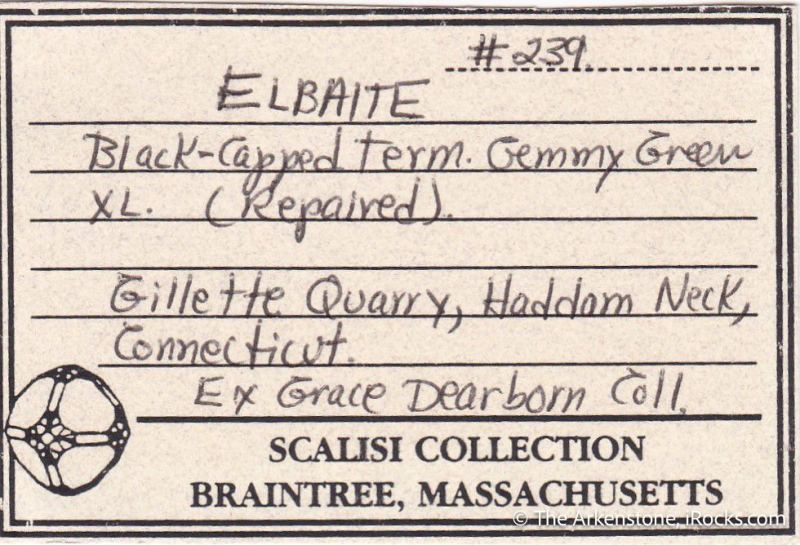 #239.
ELBAITE
Black-Capped Term. Gemmy Green
XL. (Repaired).
Gillette Quarry, Haddam Neck,
Connecticut.
Ex Grace Dearborn Coll.
SCALISI COLLECTION
BRAINTREE, MASSACHUSETTS
© The Arkenstone, iRocks.com